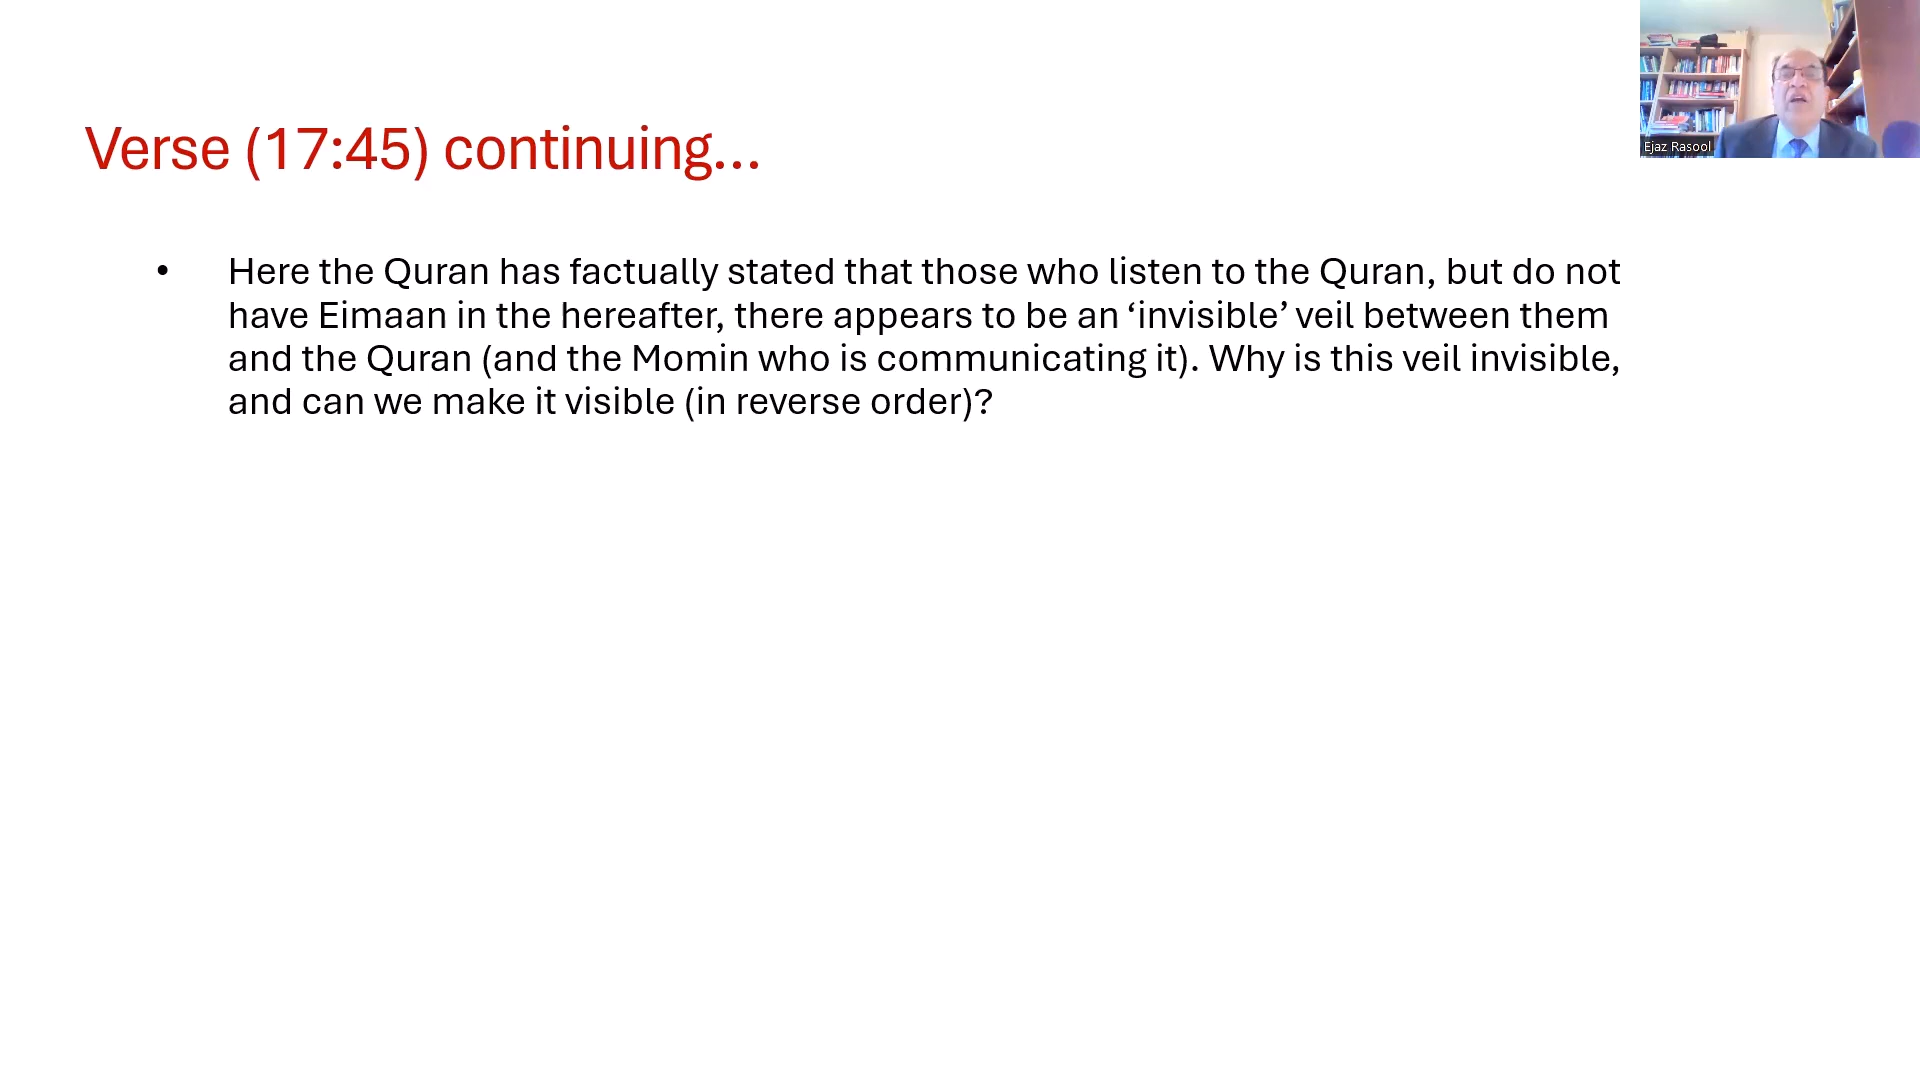 Ejaz Rasool
Verse (17:45) continuing...
• Here the Quran has factually stated that those who listen to the Quran, but do not
have Eimaan in the hereafter, there appears to be an ‘invisible’ veil between them
and the Quran (and the Momin who is communicating it). Why is this veil invisible,
and can we make it visible (in reverse order)?